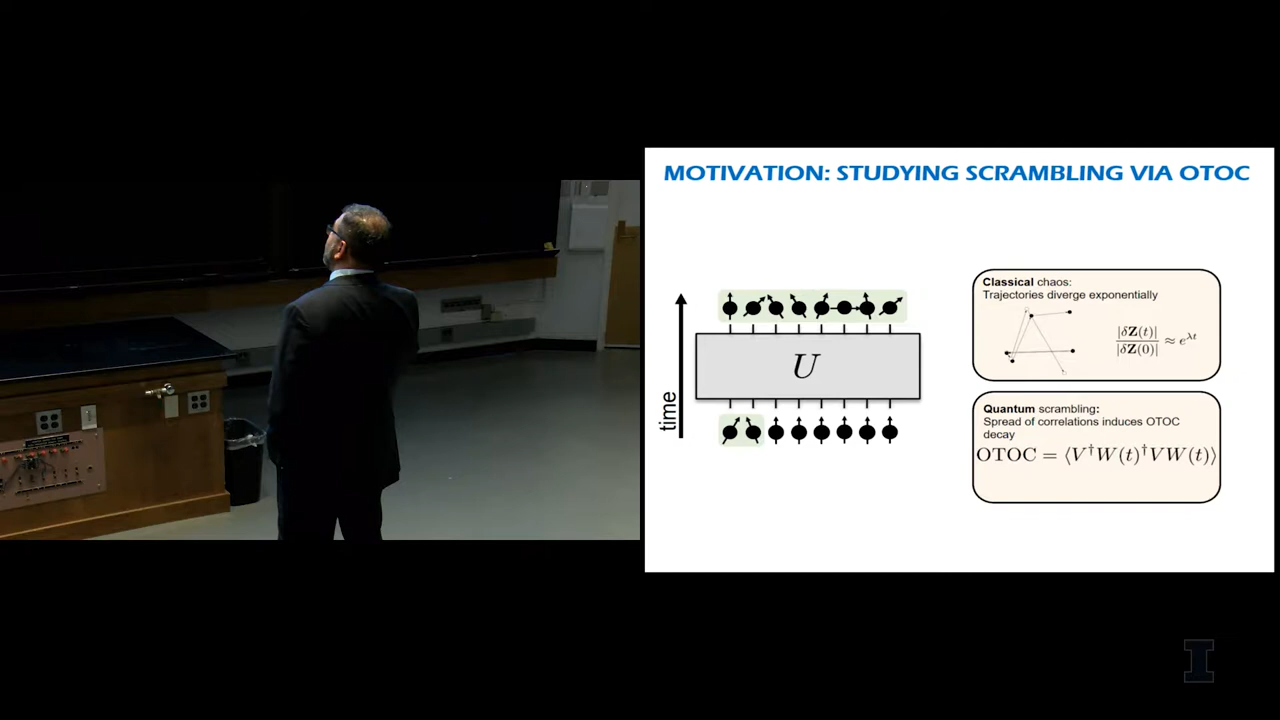 MOTIVATION: STUDYING SCRAMBLING VIA OTOC
time
U
Classical chaos:
Trajectories diverge exponentially
|δZ(t)|
|δZ(0)| ≈ e^{λt}
Quantum scrambling:
Spread of correlations induces OTOC
decay
OTOC = ⟨V†W(t)†VW(t)⟩
I